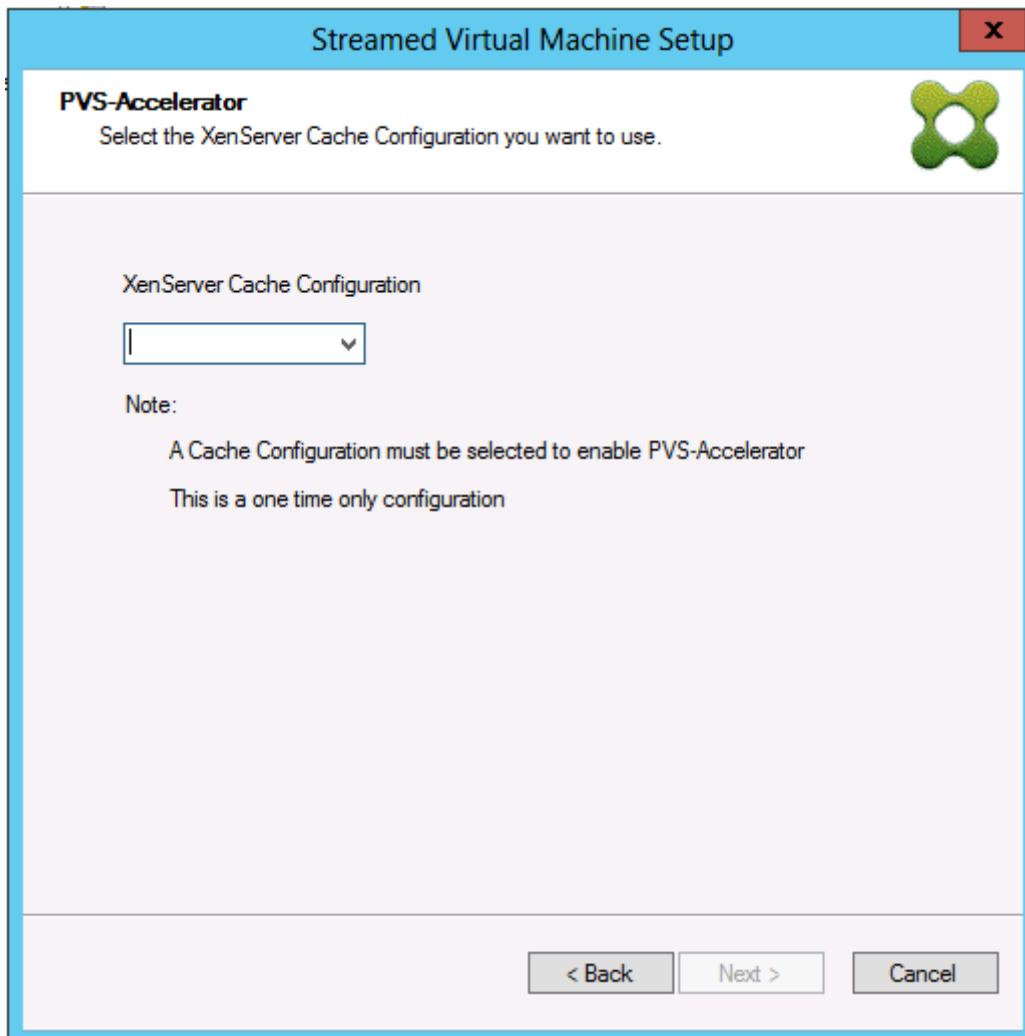 Streamed Virtual Machine Setup
x
PVS-Accelerator
Select the XenServer Cache Configuration you want to use.
XenServer Cache Configuration
Note:
A Cache Configuration must be selected to enable PVS-Accelerator
This is a one time only configuration
< Back
Next >
Cancel